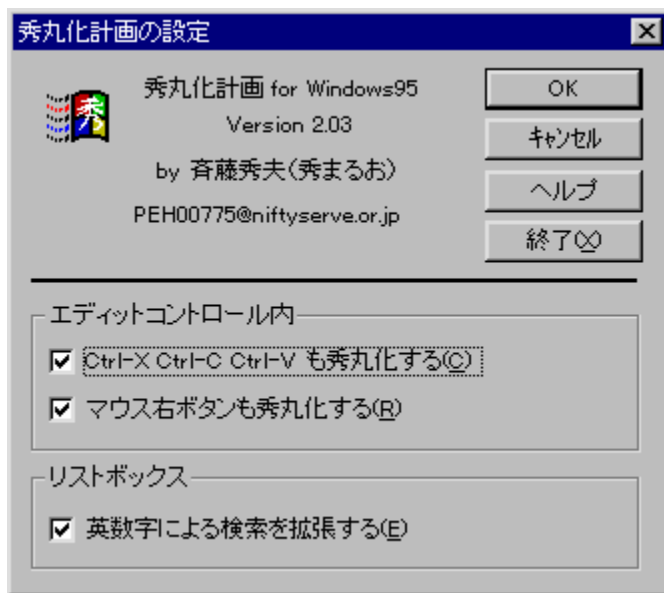 秀丸化計画の設定
秀
秀丸化計画 for Windows95
Version 2.03
by 斉藤秀夫(秀まるお)
PEH00775@niftyserve.or.jp
OK
キャンセル
ヘルプ
終了(X)
エディットコントロール内
Ctrl-X Ctrl-C Ctrl-V も秀丸化する(C)
マウス右ボタンも秀丸化する(R)
リストボックス
英数字による検索を拡張する(E)